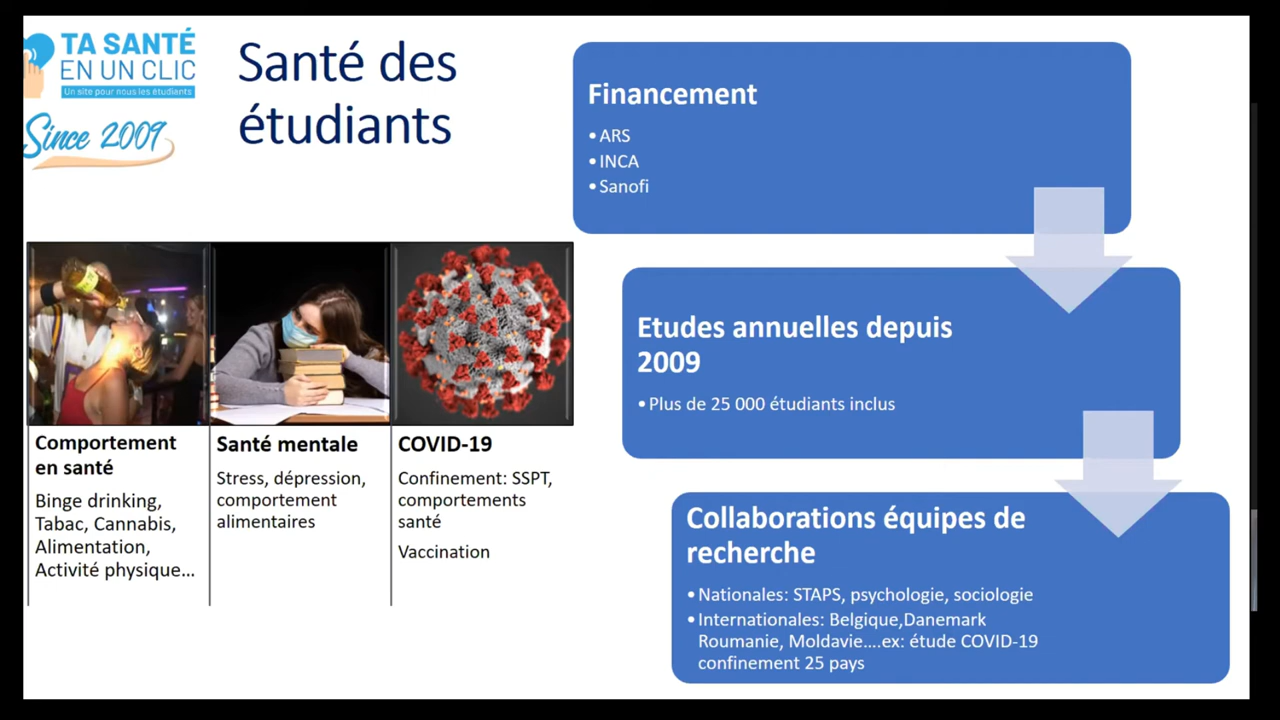 TA SANTÉ
EN UN CLIC
Un site pour nous les étudiants
Since 2009
Santé des
étudiants
Comportement
en santé
Binge drinking,
Tabac, Cannabis,
Alimentation,
Activité physique...
Santé mentale
Stress, dépression,
comportement
alimentaires
COVID-19
Confinement: SSPT,
comportements
santé
Vaccination
Financement
•ARS
•INCA
•Sanofi
Etudes annuelles depuis
2009
•Plus de 25 000 étudiants inclus
Collaborations équipes de
recherche
•Nationales: STAPS, psychologie, sociologie
•Internationales: Belgique,Danemark
Roumanie, Moldavie....ex: étude COVID-19
confinement 25 pays